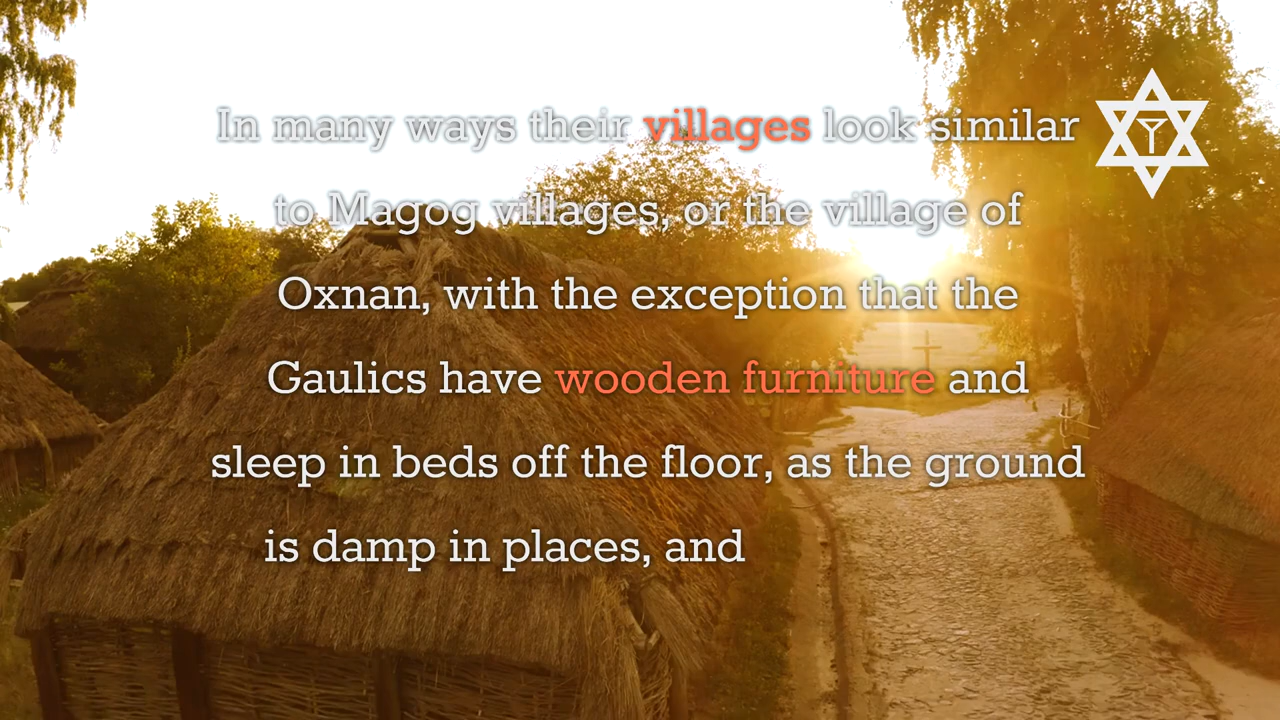 In many ways their villages look similar
to Magog villages, or the village of
Oxnan, with the exception that the
Gaulics have wooden furniture and
sleep in beds off the floor, as the ground
is damp in places, and